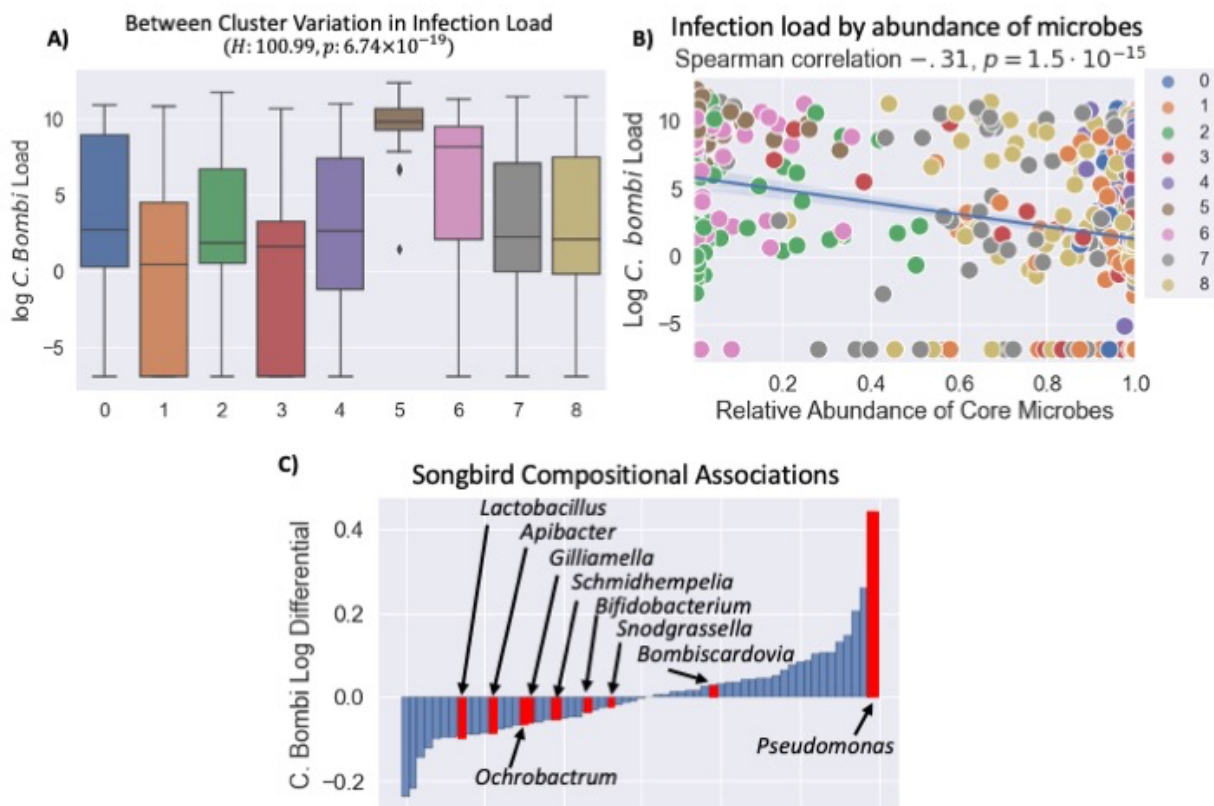 A)
Between Cluster Variation in Infection Load
(H: 100.99, p: 6.74×10⁻¹⁹)
log C. Bombi Load
10
5
0
−5
0 1 2 3 4 5 6 7 8
B)
Infection load by abundance of microbes
Spearman correlation −.31, p = 1.5 · 10⁻¹⁵
Log C. bombi Load
10
5
0
−5
0.2 0.4 0.6 0.8 1.0
Relative Abundance of Core Microbes
0
1
2
3
4
5
6
7
8
C)
Songbird Compositional Associations
C. Bombi Log Differential
0.4
0.2
0.0
−0.2
Lactobacillus
Apibacter
Gilliamella
Schmidhempelia
Bifidobacterium
Snodgrassella
Bombiscardovia
Pseudomonas
Ochrobactrum